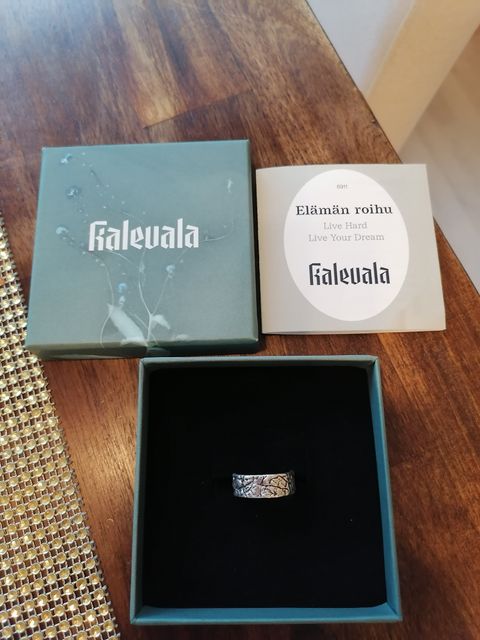 Kalevala
Elämän roihu
Live Hard
Live Your Dream
Kalevala